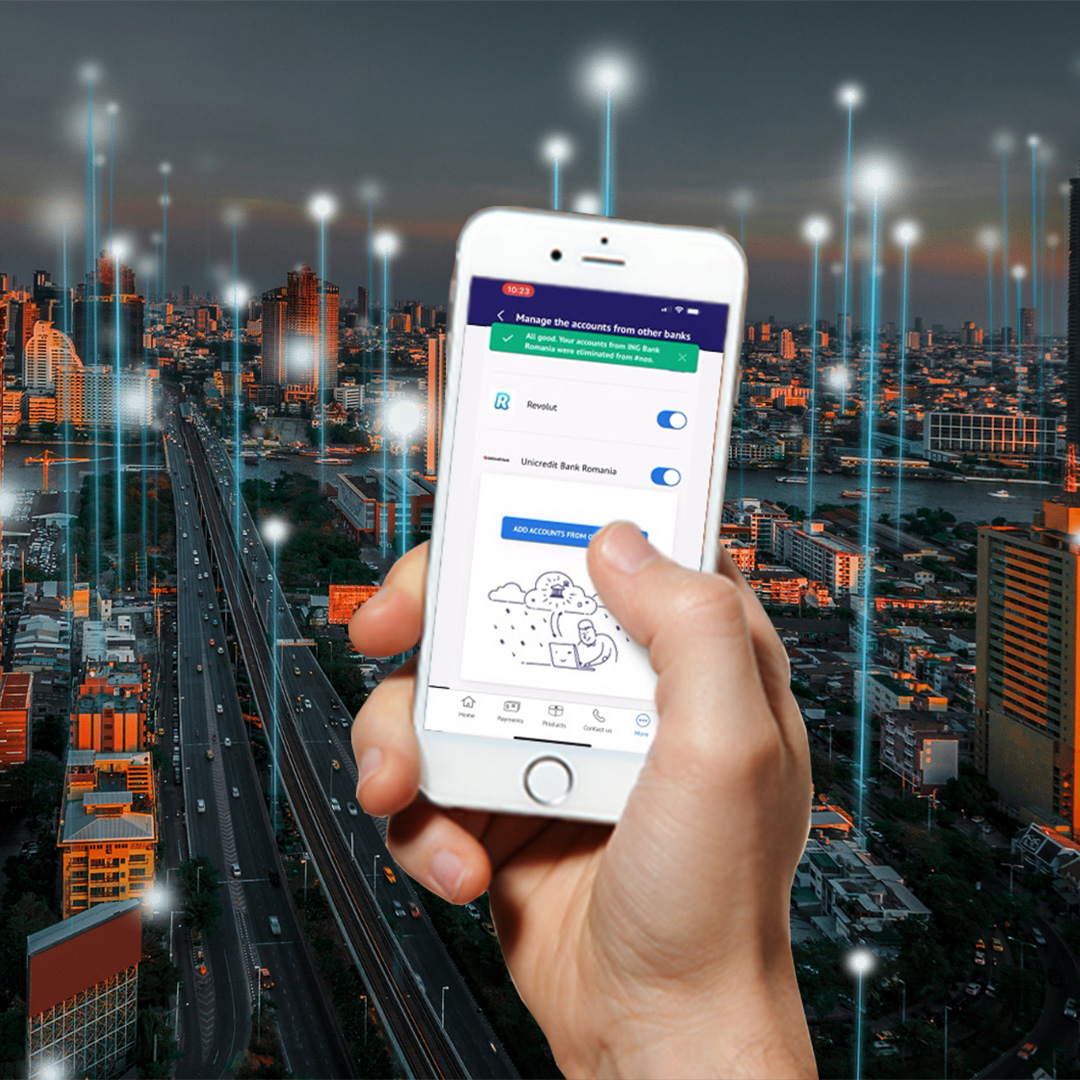 10:23
Manage the accounts from other banks
All good. Your accounts from ING Bank
Romania were eliminated from #noo.
R
Revolut
Unicredit Bank Romania
ADD ACCOUNTS FROM
Home
Payments
Products
Contact us
More